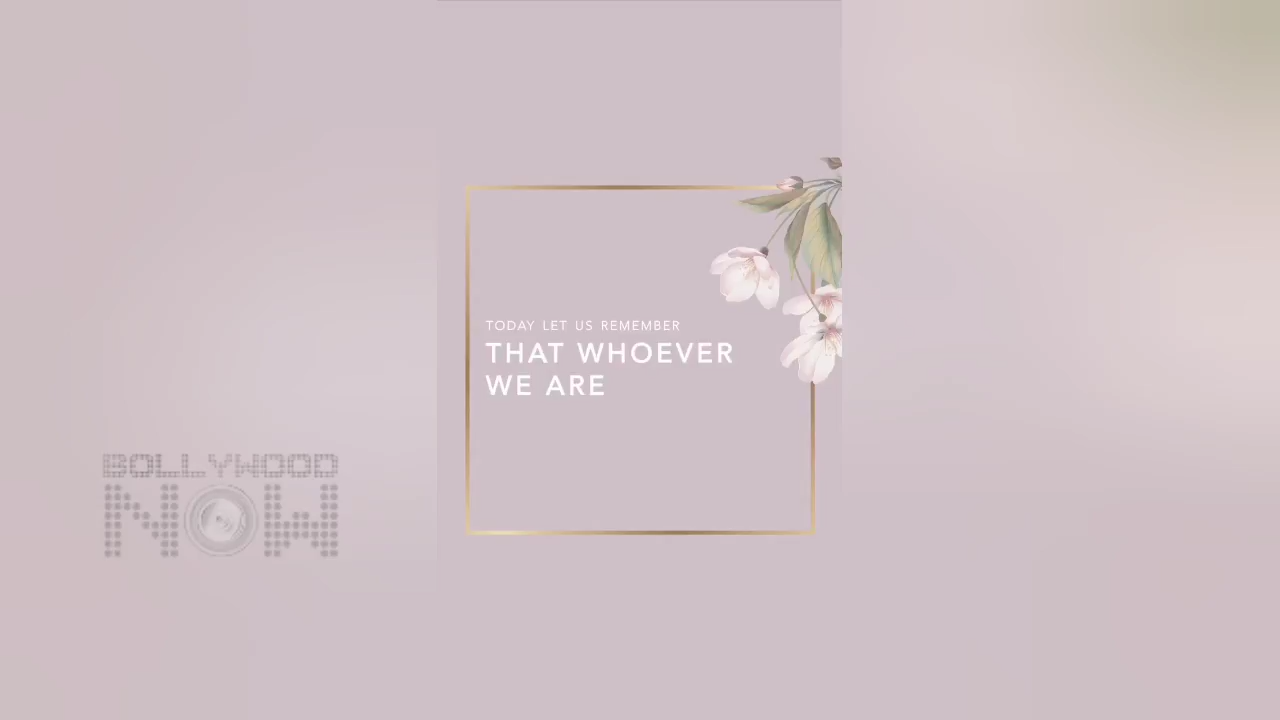 TODAY LET US REMEMBER
THAT WHOEVER
WE ARE
BOLLYWOOD
NOW